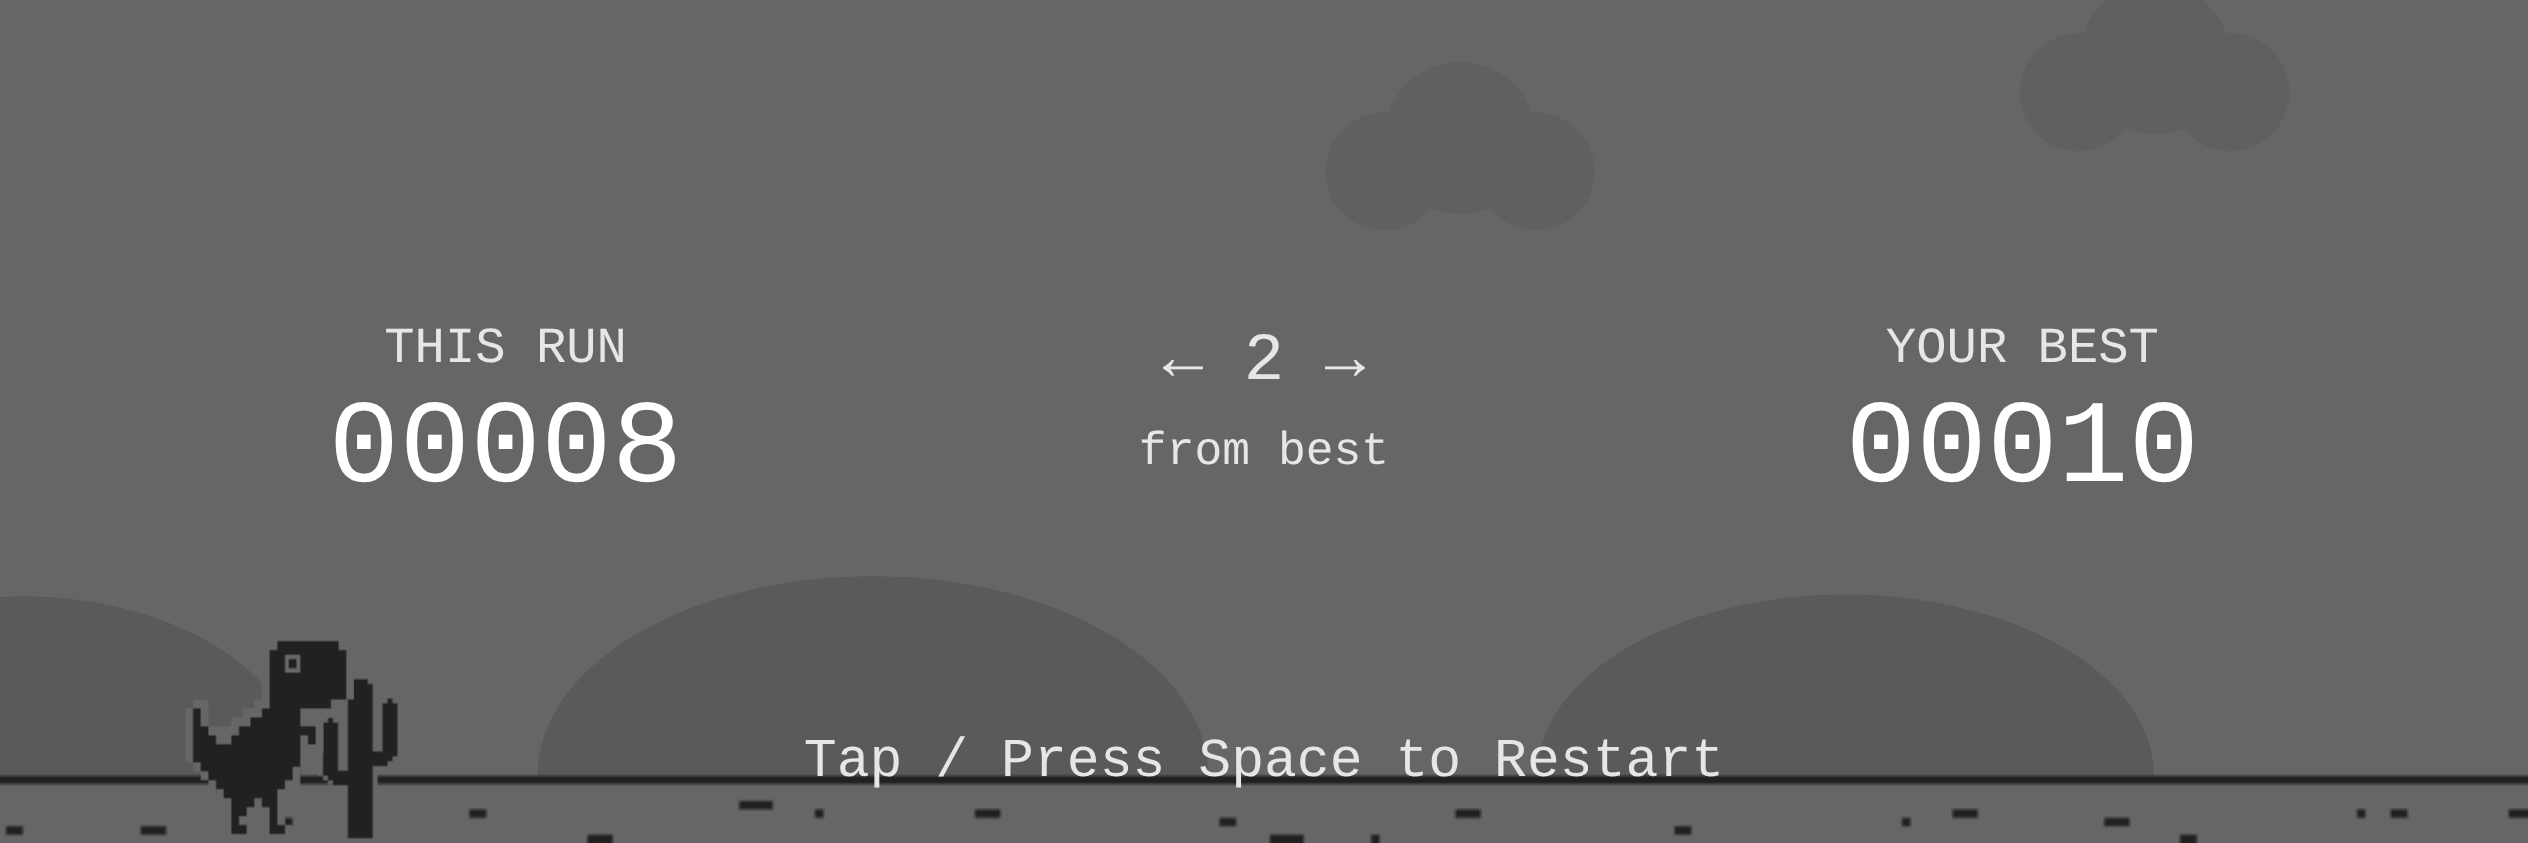 THIS RUN
00008
← 2 →
from best
YOUR BEST
00010
Tap / Press Space to Restart